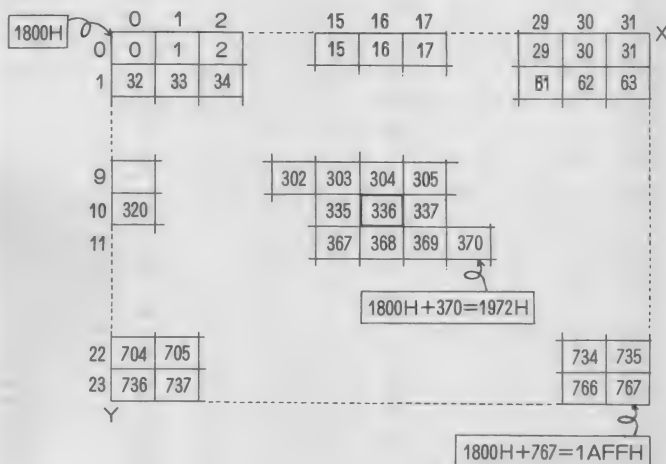 0 1 2 15 16 17 29 30 31
1800H
X
0 0 1 2 15 16 17 29 30 31
1 32 33 34 61 62 63
9 302 303 304 305
10 320 335 336 337
11 367 368 369 370
1800H+370=1972H
22 704 705 734 735
23 736 737 766 767
Y
1800H+767=1AFFH